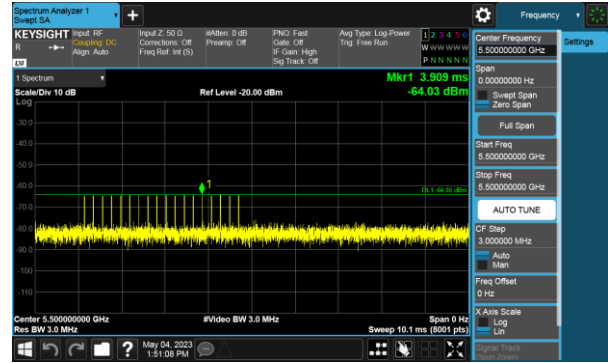 Spectrum Analyzer 1
Swept SA
Frequency
KEYSIGHT
R
Input: RF
Coupling: DC
Align: Auto
Input Z: 50 Ω
Corrections: Off
Freq Ref: Int (S)
#Atten: 0 dB
Preamp: Off
PNO: Fast
Gate: Off
IF Gain: High
Sig Track: Off
Avg Type: Log-Power
Trig: Free Run
1 2 3 4 5 6
W W W W W W
P N N N N N
LXI
1 Spectrum
Scale/Div 10 dB
Log
Ref Level -20.00 dBm
Mkr1 3.909 ms
-64.03 dBm
-30.0
-40.0
-50.0
-60.0
-70.0
-80.0
-90.0
-100
-110
1
DL1 -64.00 dBm
Center 5.500000000 GHz
Res BW 3.0 MHz
#Video BW 3.0 MHz
Span 0 Hz
Sweep 10.1 ms (8001 pts)
Center Frequency
5.500000000 GHz
Settings
Span
0.00000000 Hz
Swept Span
Zero Span
Full Span
Start Freq
5.500000000 GHz
Stop Freq
5.500000000 GHz
AUTO TUNE
CF Step
3.000000 MHz
Auto
Man
Freq Offset
0 Hz
X Axis Scale
Log
Lin
Signal Track
(Span Zoom)
?
May 04, 2023
1:51:08 PM